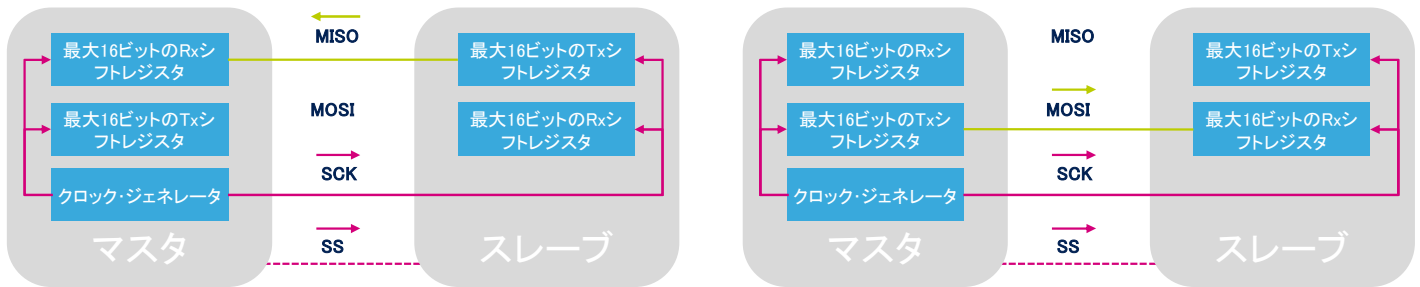 MISO
最大16ビットのRxシ
フトレジスタ
最大16ビットのTxシ
フトレジスタ
MOSI
最大16ビットのTxシ
フトレジスタ
最大16ビットのRxシ
フトレジスタ
SCK
クロック・ジェネレータ
マスタ
SS
スレーブ
MISO
最大16ビットのRxシ
フトレジスタ
最大16ビットのTxシ
フトレジスタ
MOSI
最大16ビットのTxシ
フトレジスタ
最大16ビットのRxシ
フトレジスタ
SCK
クロック・ジェネレータ
マスタ
SS
スレーブ